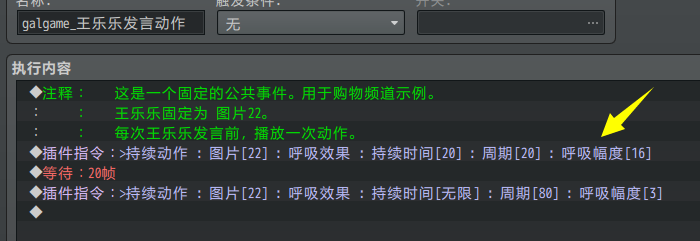 名称:
触发条件:
开关:
galgame_王乐乐发言动作
无
...
执行内容
◆注释： 这是一个固定的公共事件。用于购物频道示例。
： ： 王乐乐固定为 图片22。
： ： 每次王乐乐发言前，播放一次动作。
◆插件指令：>持续动作 : 图片[22] : 呼吸效果 : 持续时间[20] : 周期[20] : 呼吸幅度[16]
◆等待：20帧
◆插件指令：>持续动作 : 图片[22] : 呼吸效果 : 持续时间[无限] : 周期[80] : 呼吸幅度[3]
◆